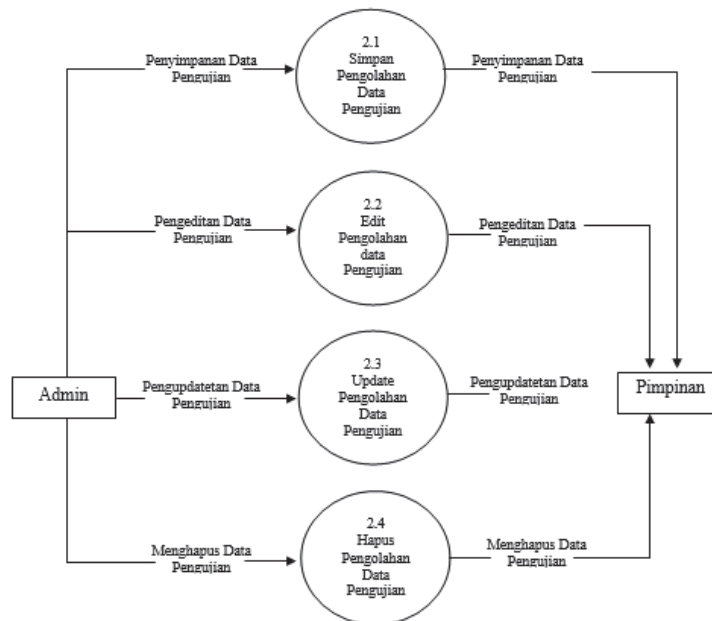 Penyimpanan Data
Pengujian
2.1
Simpan
Pengolahan
Data
Pengujian
Penyimpanan Data
Pengujian
Pengeditan Data
Pengujian
2.2
Edit
Pengolahan
data
Pengujian
Pengeditan Data
Pengujian
Admin
Pengupdatetan Data
Pengujian
2.3
Update
Pengolahan
Data
Pengujian
Pengupdatetan Data
Pengujian
Pimpinan
Menghapus Data
Pengujian
2.4
Hapus
Pengolahan
Data
Pengujian
Menghapus Data
Pengujian